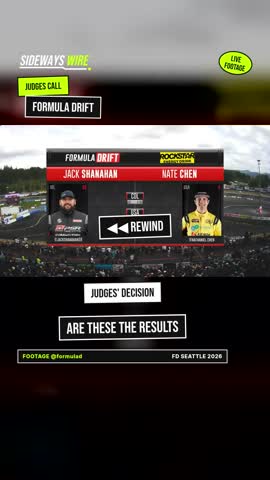 SIDEWAYS WIRE
LIVE FOOTAGE
JUDGES CALL
FORMULA DRIFT
FORMULA DRIFT
ROCKSTAR
JACK SHANAHAN
NATE CHEN
USA
REWIND
JUDGES' DECISION
ARE THESE THE RESULTS
FOOTAGE @formulad
FD SEATTLE 2026